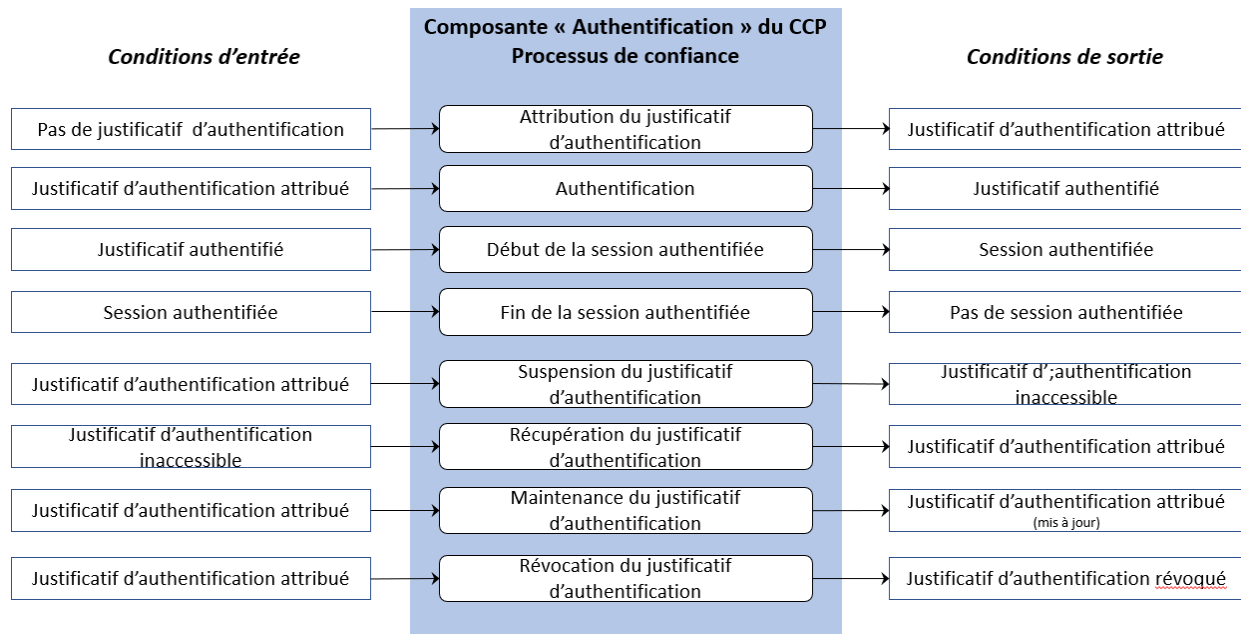 Composante « Authentification » du CCP
Processus de confiance
Conditions d’entrée
Conditions de sortie
Pas de justificatif d’authentification
Attribution du justificatif
d’authentification
Justificatif d’authentification attribué
Justificatif d’authentification attribué
Authentification
Justificatif authentifié
Justificatif authentifié
Début de la session authentifiée
Session authentifiée
Session authentifiée
Fin de la session authentifiée
Pas de session authentifiée
Justificatif d’authentification attribué
Suspension du justificatif
d’authentification
Justificatif d’;authentification
inaccessible
Justificatif d’authentification
inaccessible
Récupération du justificatif
d’authentification
Justificatif d’authentification attribué
Justificatif d’authentification attribué
Maintenance du justificatif
d’authentification
Justificatif d’authentification attribué
(mis à jour)
Justificatif d’authentification attribué
Révocation du justificatif
d’authentification
Justificatif d’authentification révoqué